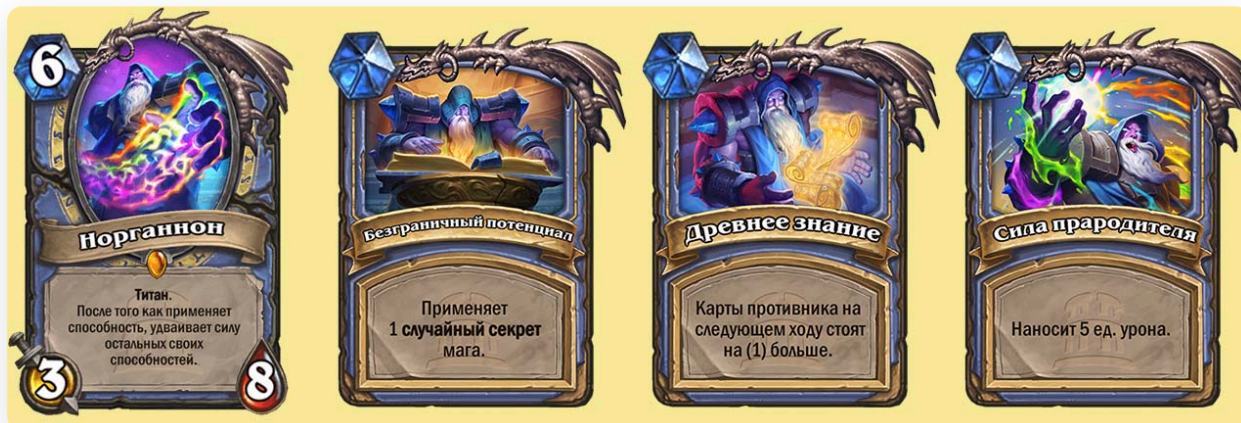 6
Норганнон
Титан.
После того как применяет
способность, удваивает силу
остальных своих
способностей.
3
8
Безграничный потенциал
Применяет
1 случайный секрет
мага.
Древнее знание
Карты противника на
следующем ходу стоят
на (1) больше.
Сила прародителя
Наносит 5 ед. урона.